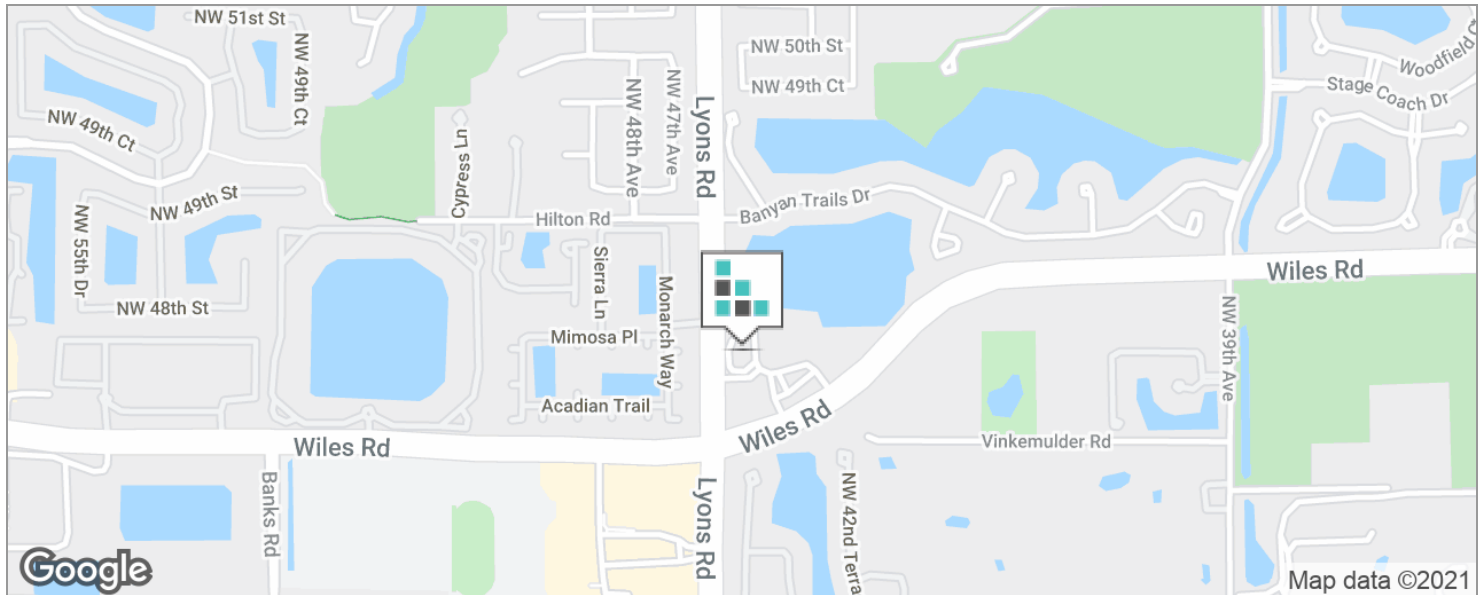 NW 51st St
NW 49th Ct
NW 49th Ct
NW 49th St
NW 55th Dr
NW 48th St
Cypress Ln
NW 48th Ave
NW 47th Ave
Lyons Rd
NW 50th St
NW 49th Ct
Woodfield C
Stage Coach Dr
Hilton Rd
Banyan Trails Dr
Sierra Ln
Monarch Way
Mimosa Pl
Acadian Trail
Wiles Rd
NW 39th Ave
Wiles Rd
Wiles Rd
Vinkemulder Rd
Banks Rd
Lyons Rd
NW 42nd Terra
Google
Map data ©2021